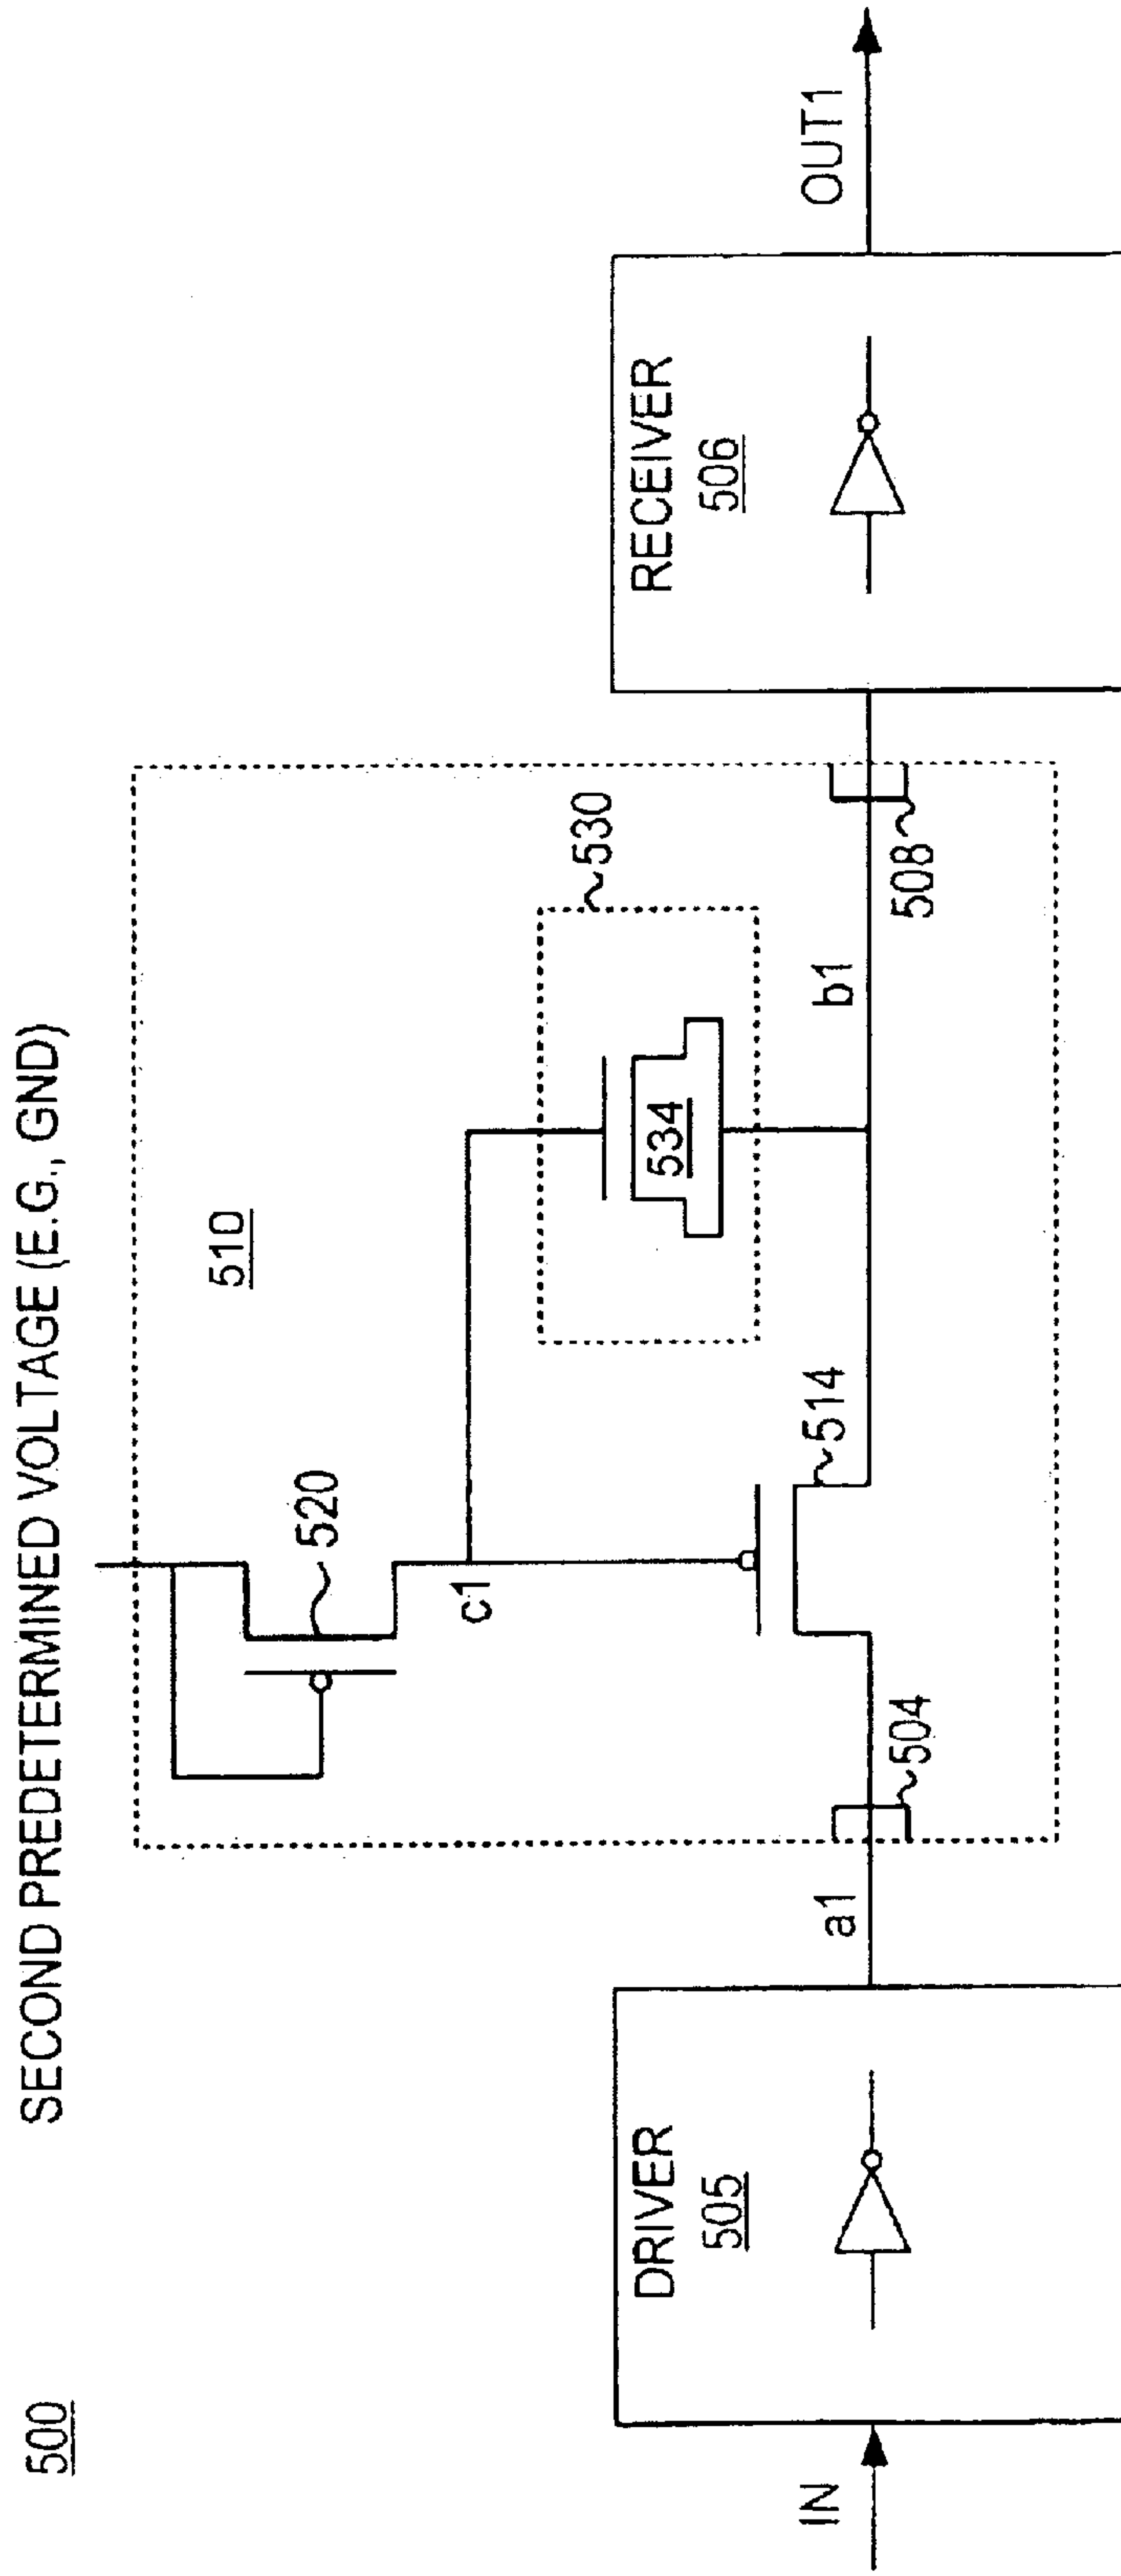 500
SECOND PREDETERMINED VOLTAGE (E.G., GND)
510
520
c1
530
534
514
DRIVER
505
RECEIVER
506
IN
a1
504
b1
508
OUT1